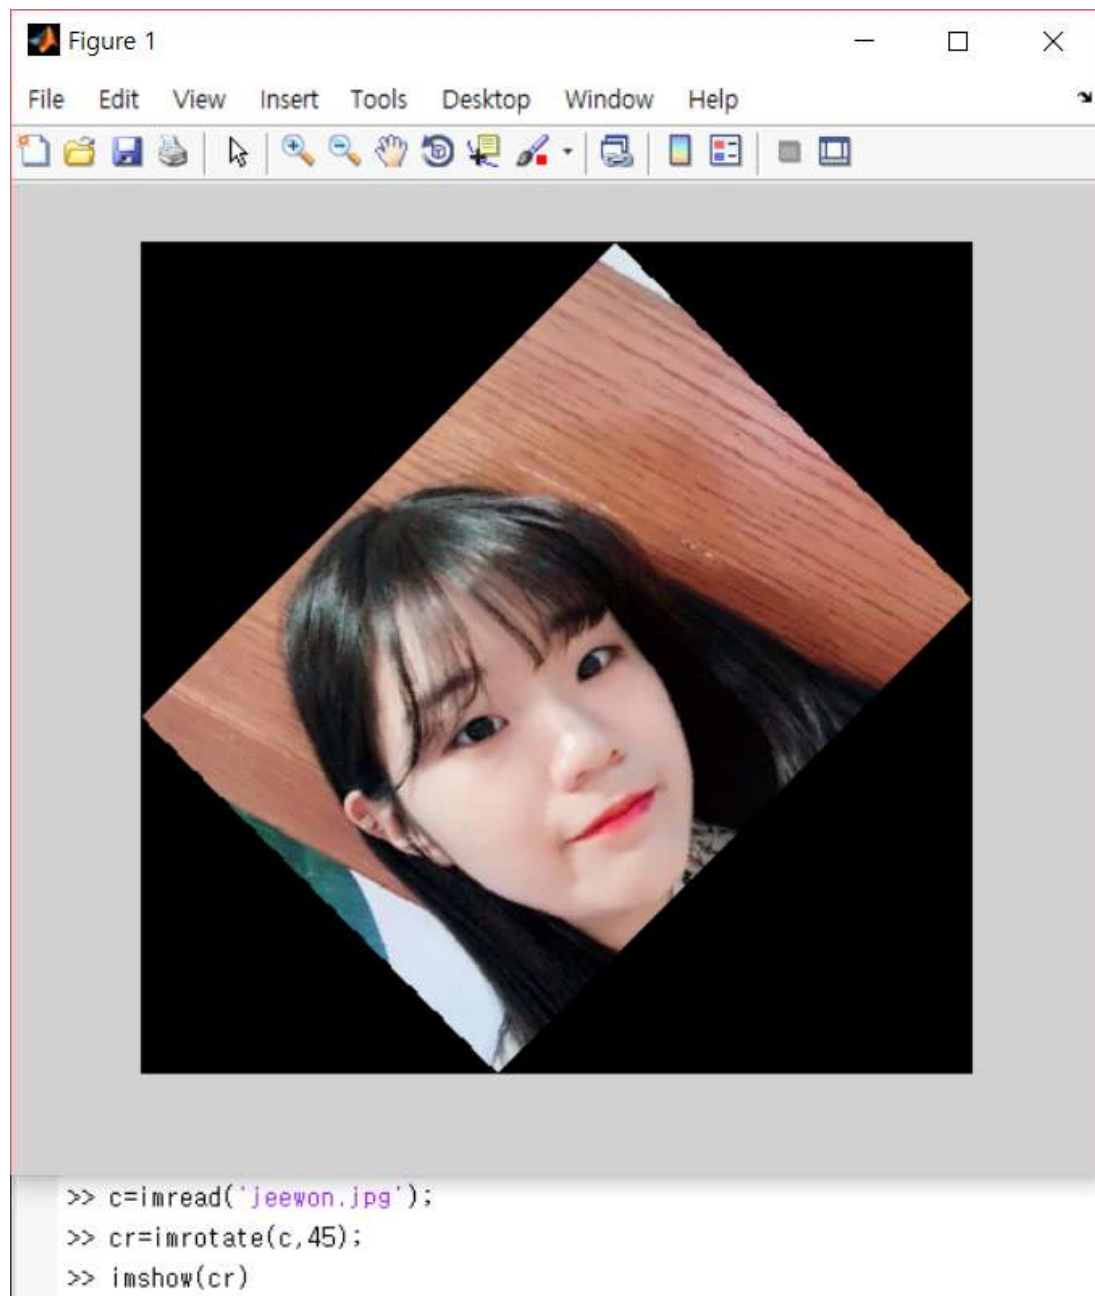 Figure 1
File Edit View Insert Tools Desktop Window Help
>> c=imread('jeewon.jpg');
>> cr=imrotate(c,45);
>> imshow(cr)